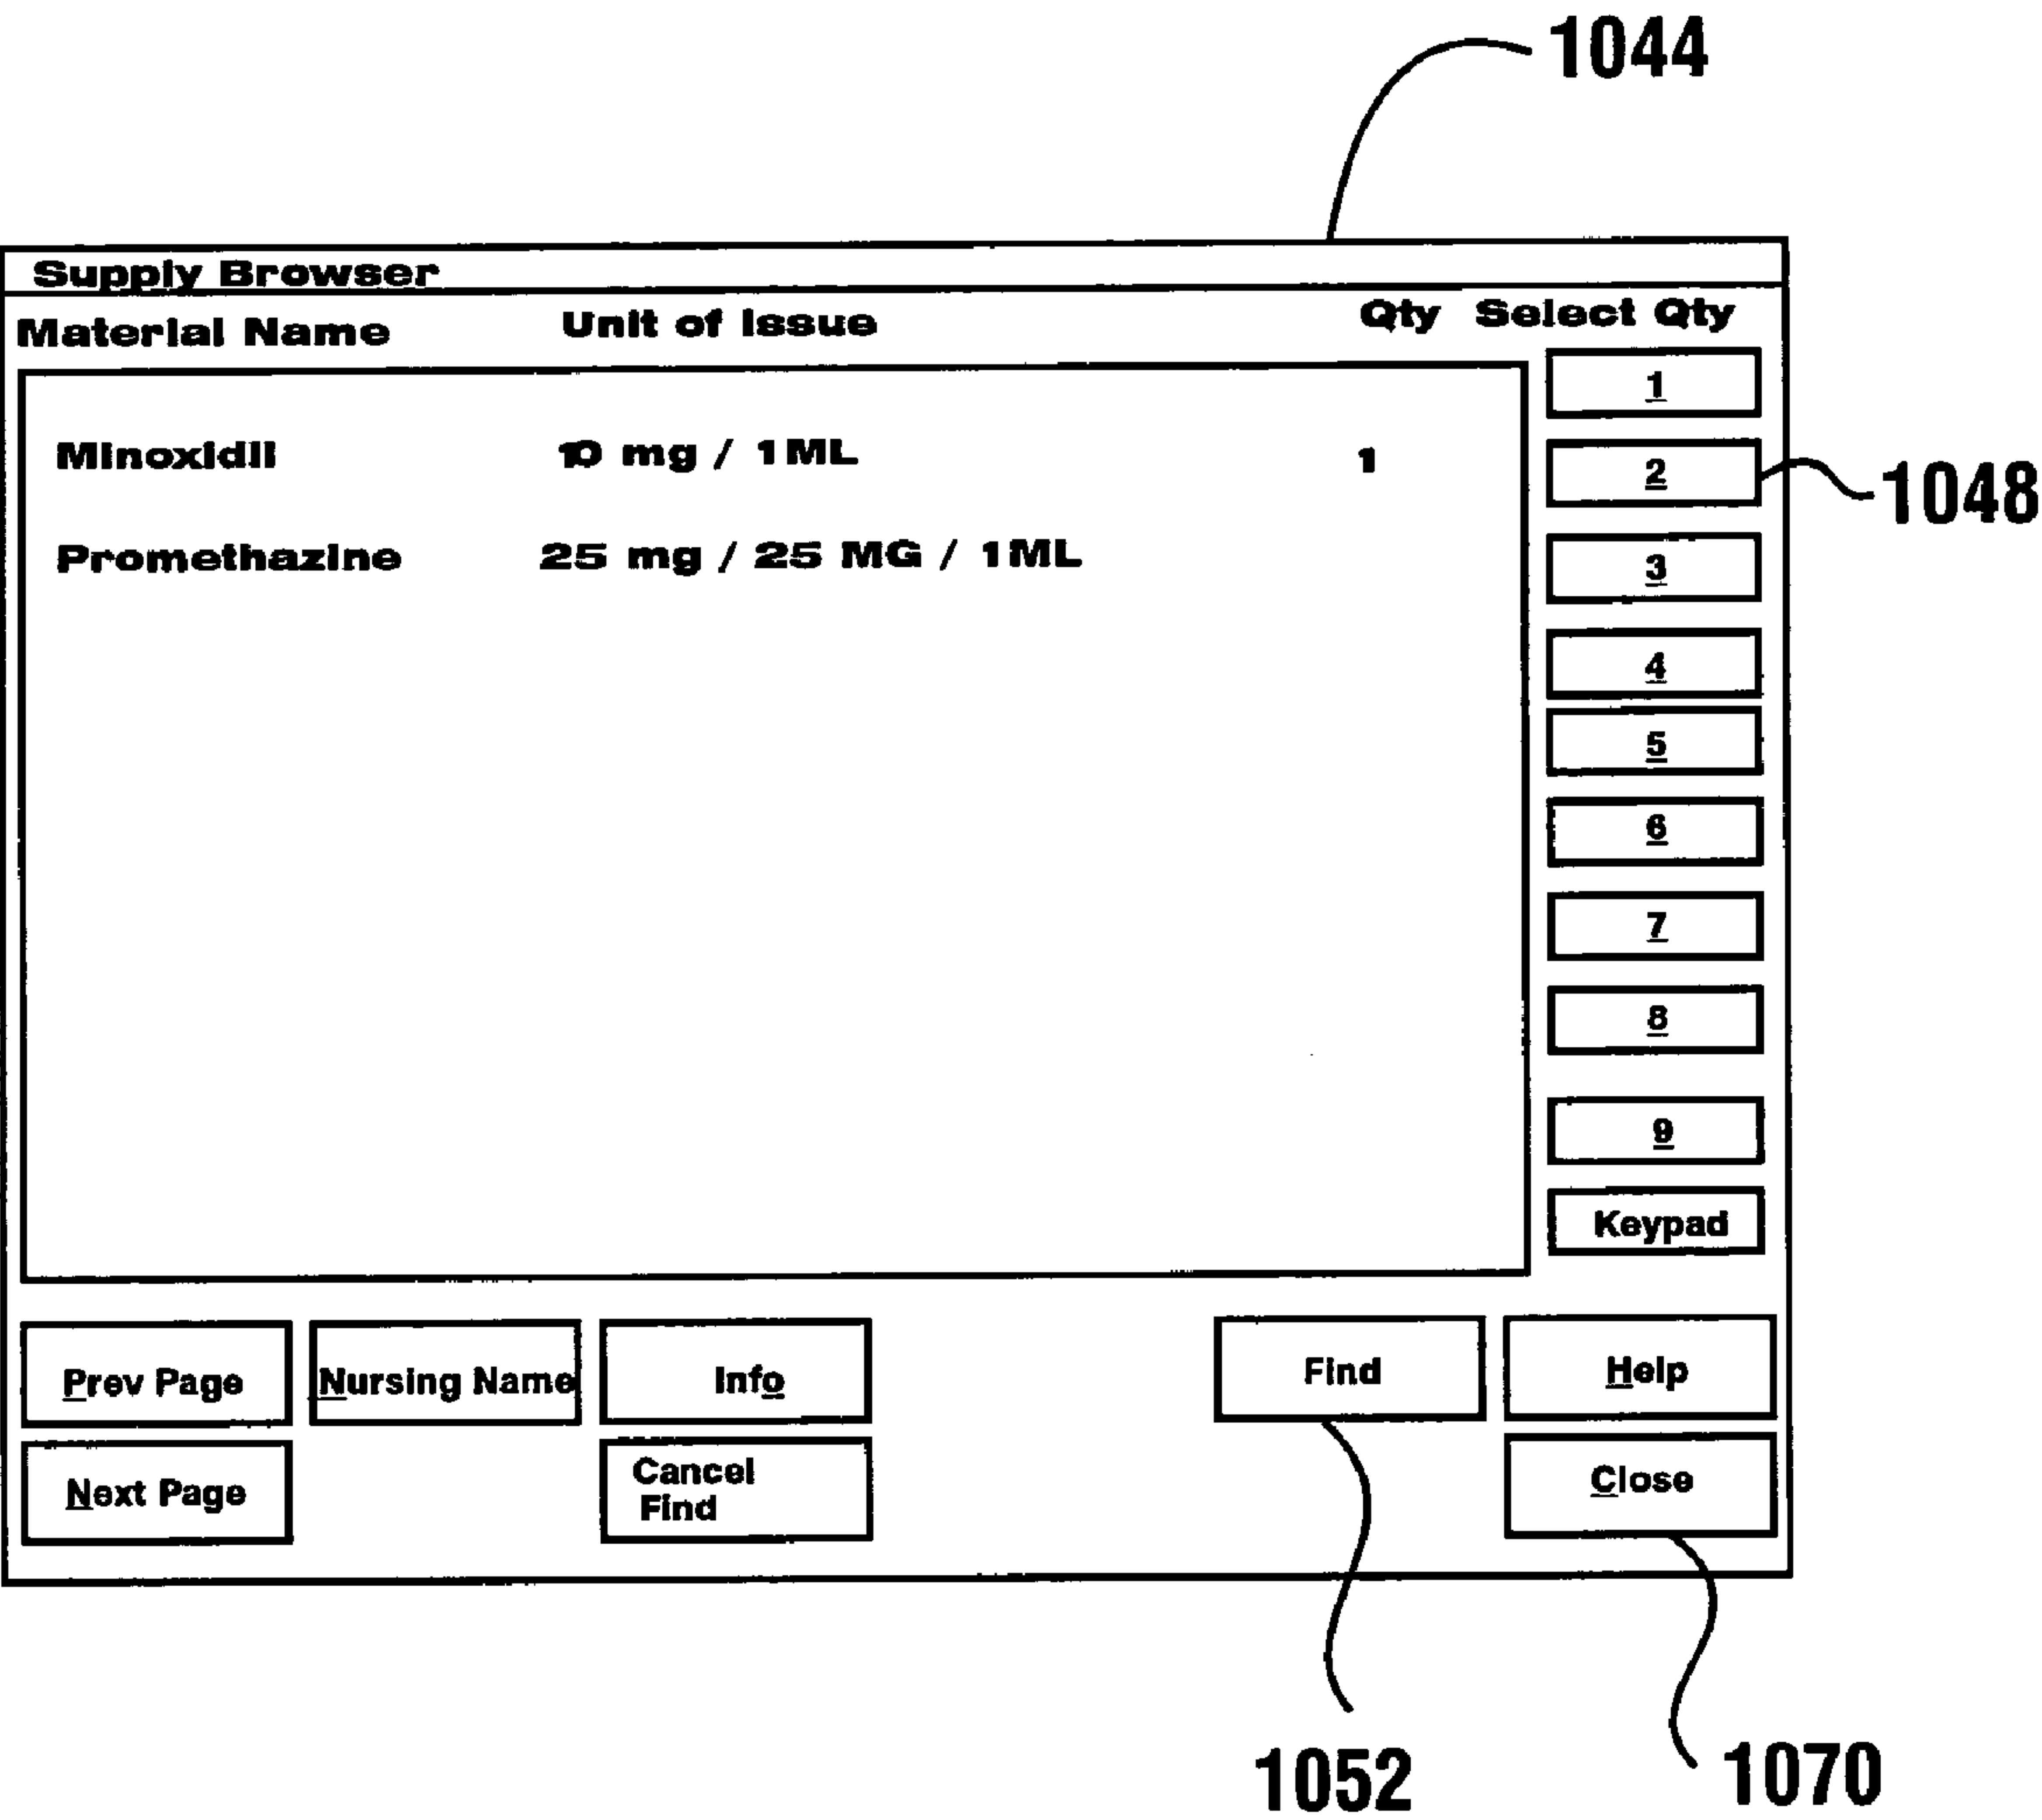 1044
Supply Browser
Material Name Unit of Issue Qty Select Qty
1
Minoxidil 10 mg / 1ML 1
2
1048
Promethazine 25 mg / 25 MG / 1ML
3
4
5
6
7
8
9
Keypad
Prev Page Nursing Name Info Find Help
Next Page Cancel Find Close
1052 1070